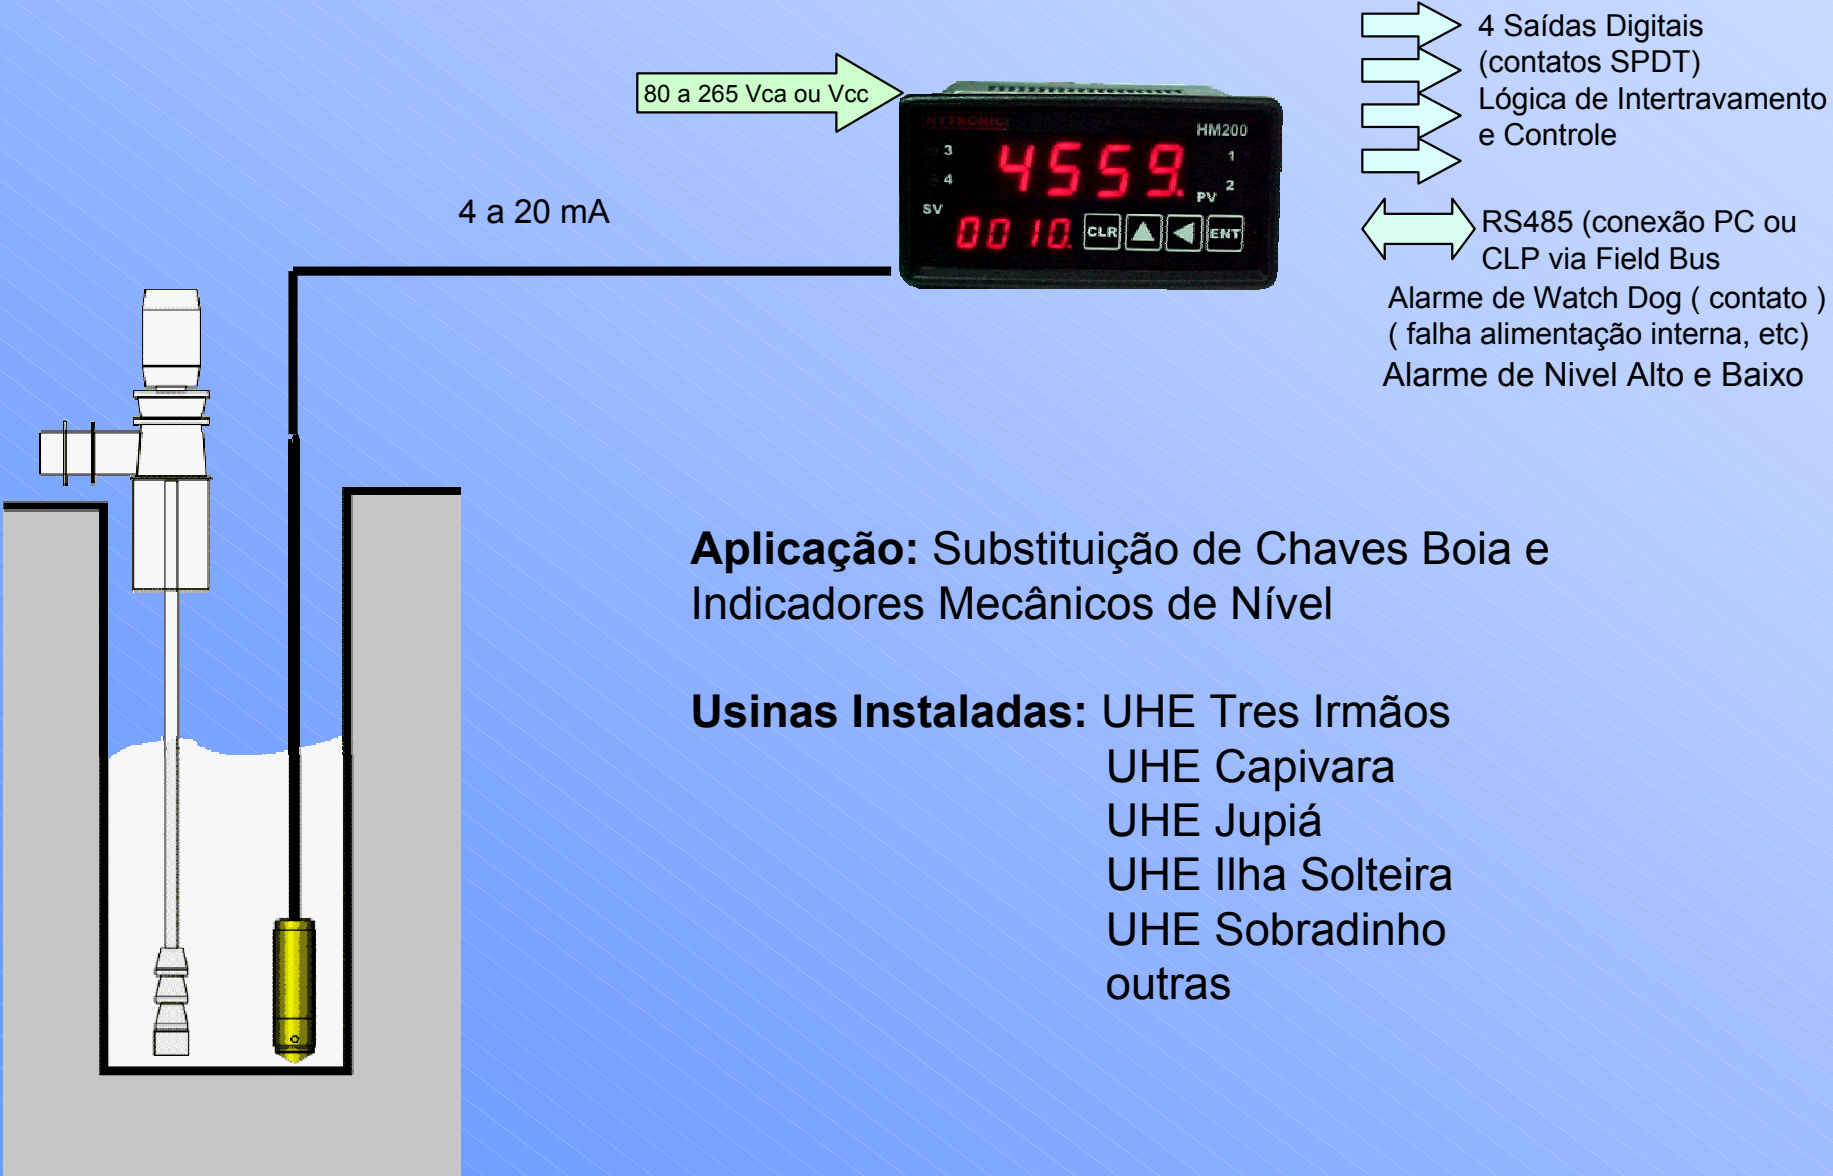 80 a 265 Vca ou Vcc
4 a 20 mA
HYTRONIC
HM200
3
4559.
1
4
2
PV
SV
0010.
CLR
ENT
4 Saídas Digitais
(contatos SPDT)
Lógica de Intertravamento
e Controle
RS485 (conexão PC ou
CLP via Field Bus
Alarme de Watch Dog ( contato )
( falha alimentação interna, etc)
Alarme de Nivel Alto e Baixo
Aplicação: Substituição de Chaves Boia e
Indicadores Mecânicos de Nível
Usinas Instaladas: UHE Tres Irmãos
UHE Capivara
UHE Jupiá
UHE Ilha Solteira
UHE Sobradinho
outras